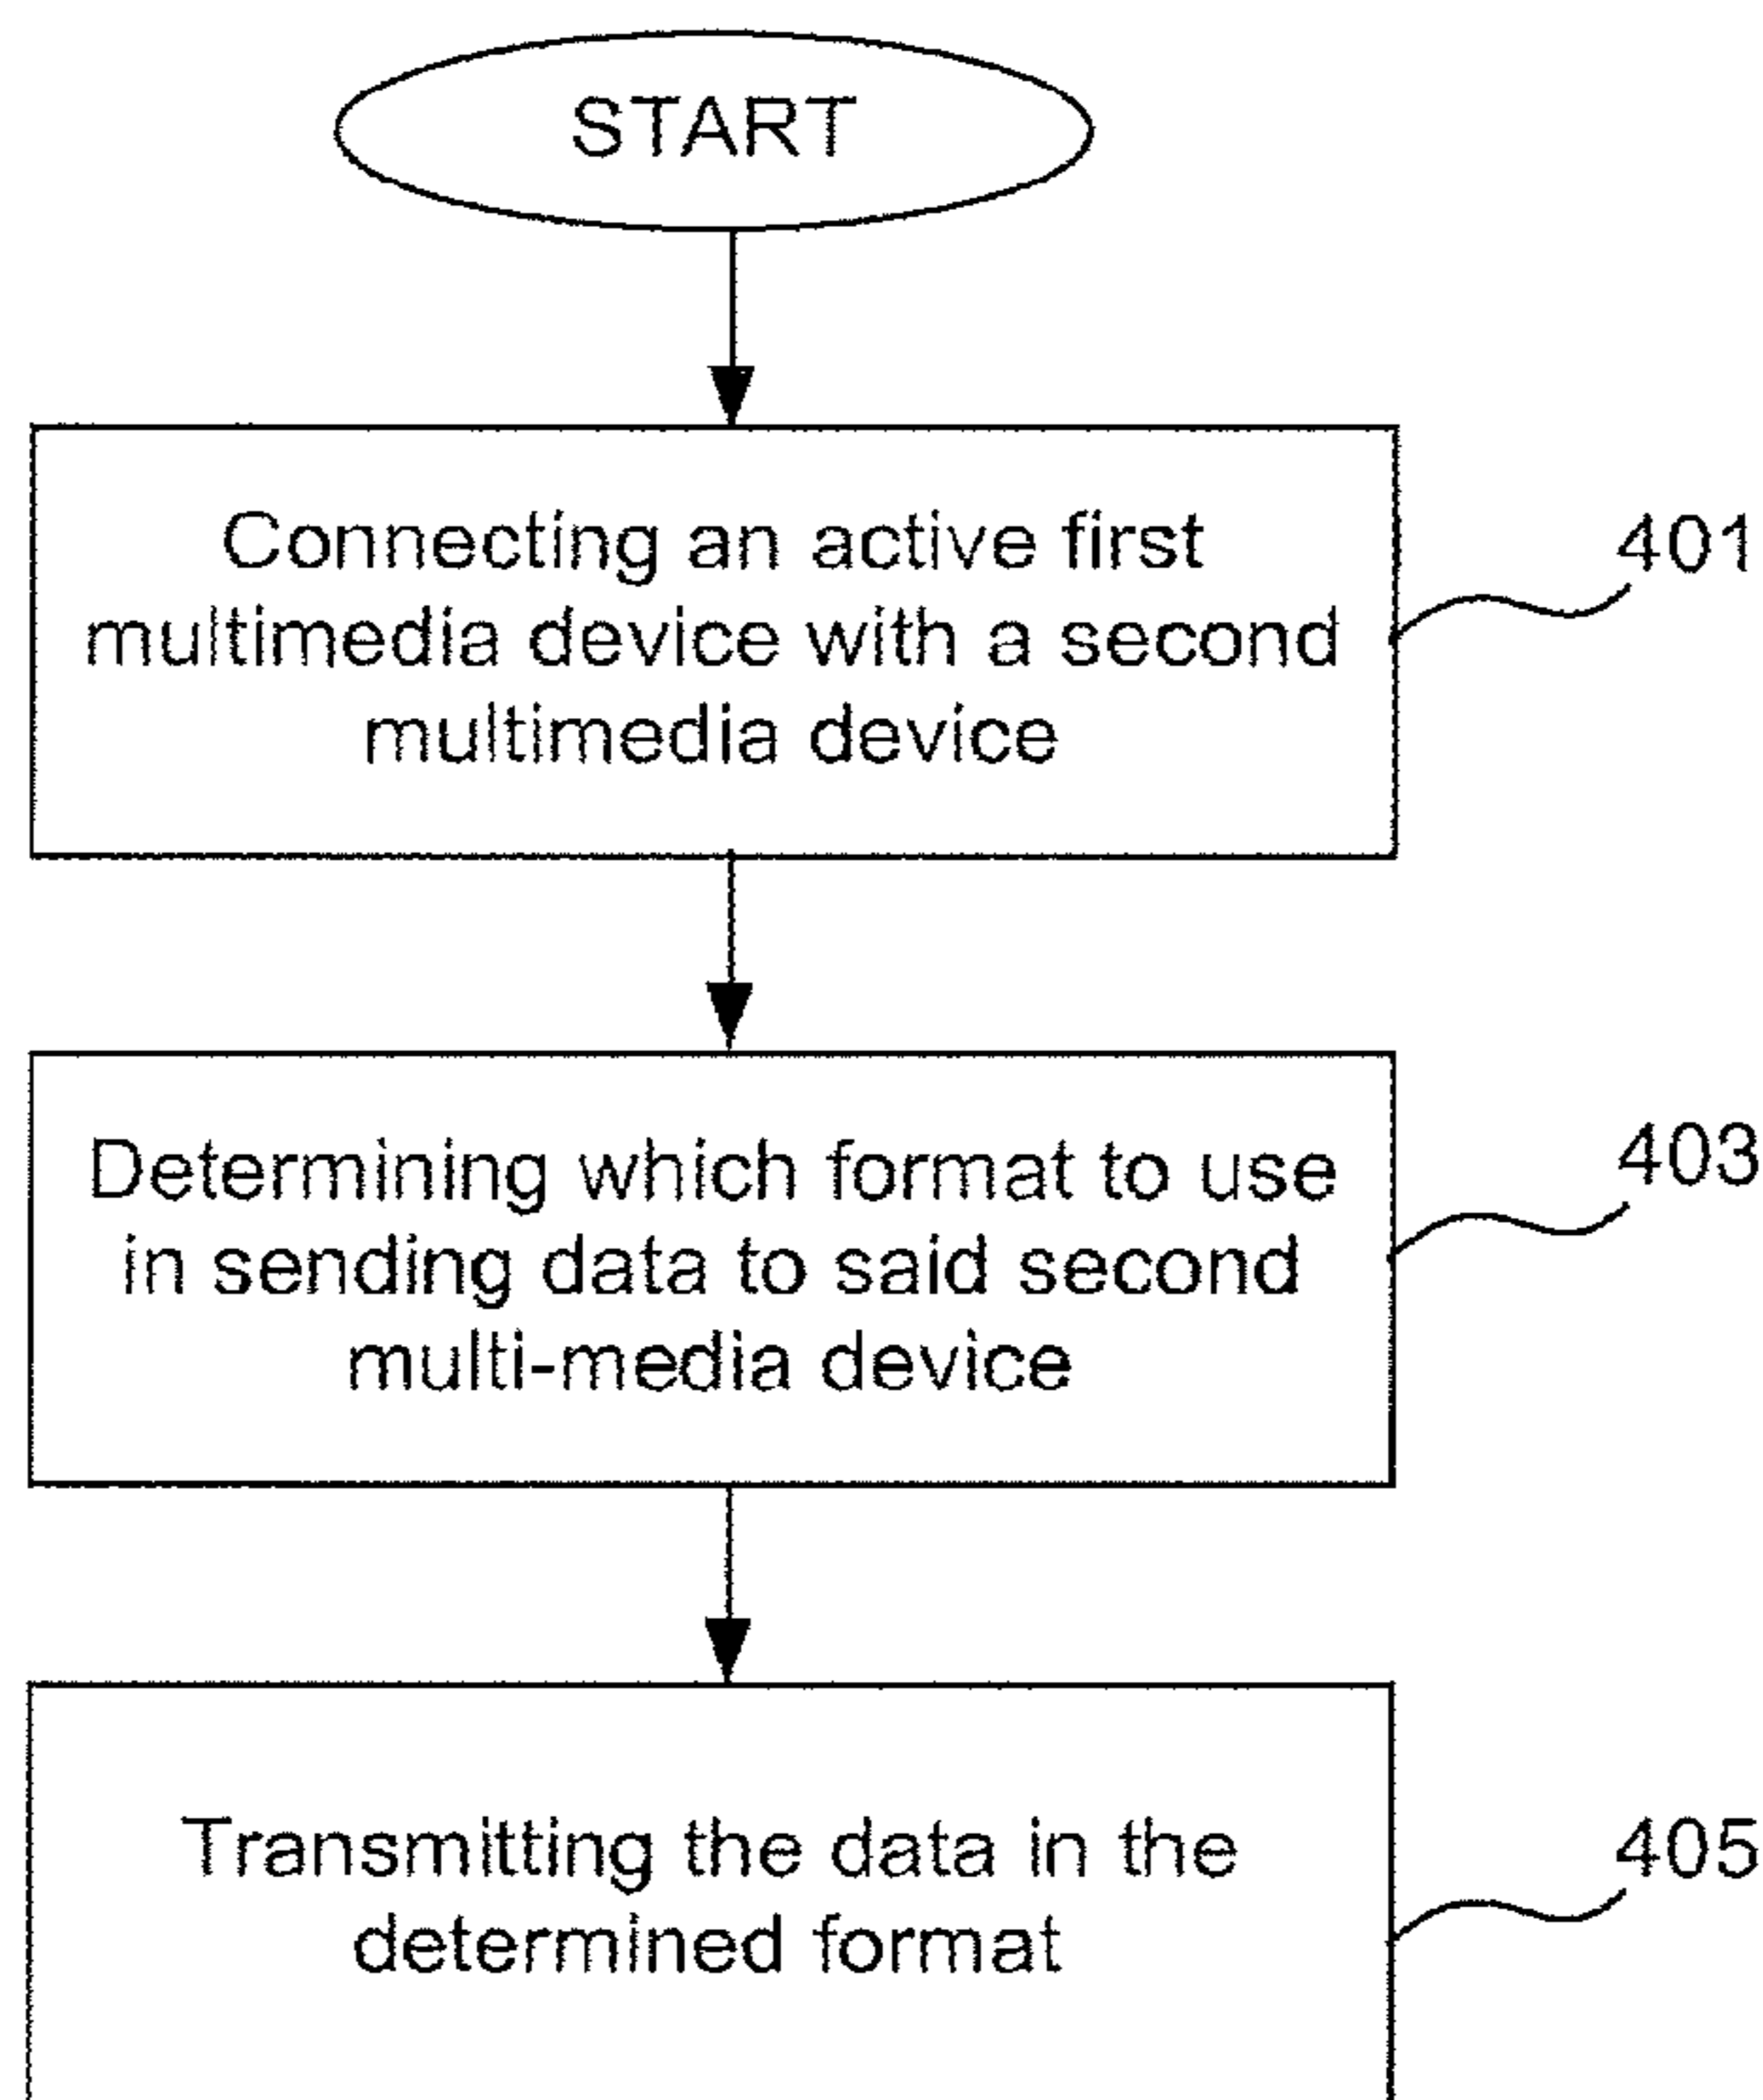 START
Connecting an active first
multimedia device with a second
multimedia device
401
Determining which format to use
in sending data to said second
multi-media device
403
Transmitting the data in the
determined format
405